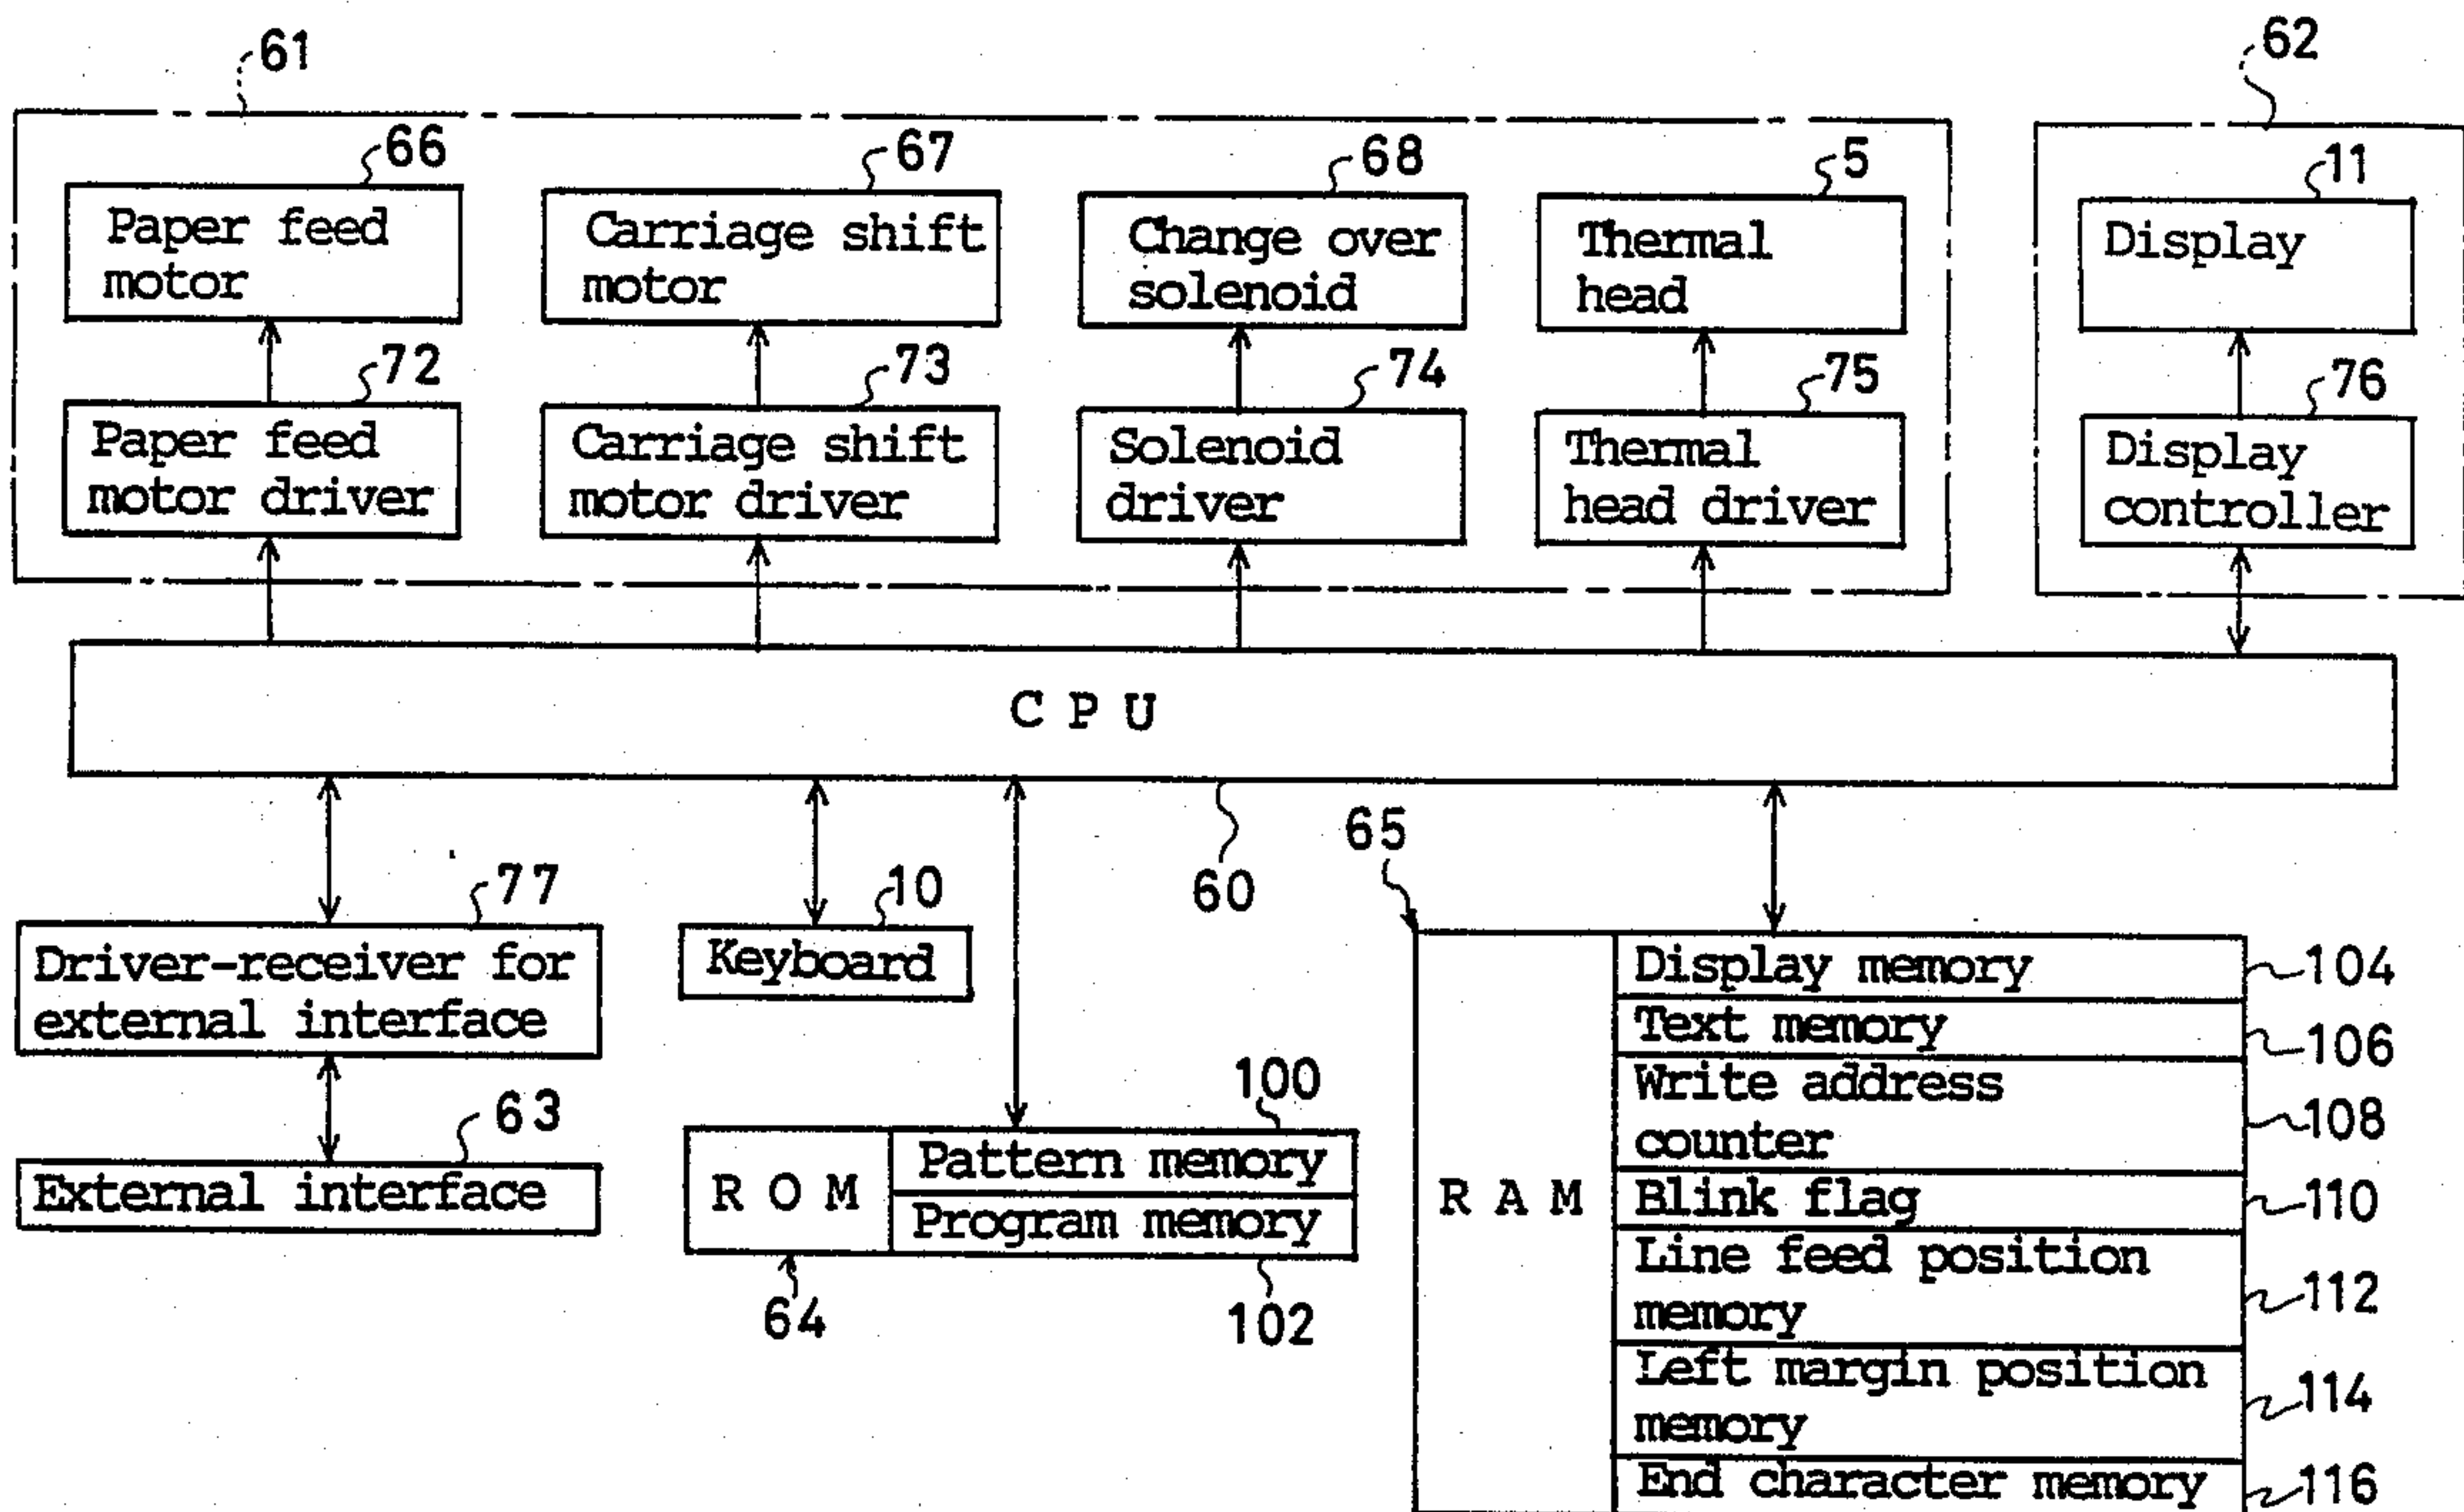 61
62
66
67
68
5
11
Paper feed
motor
Carriage shift
motor
Change over
solenoid
Thermal
head
Display
72
73
74
75
76
Paper feed
motor driver
Carriage shift
motor driver
Solenoid
driver
Thermal
head driver
Display
controller
CPU
60
77
Driver-receiver for
external interface
10
Keyboard
63
External interface
100
ROM
Pattern memory
Program memory
64
102
65
RAM
Display memory
104
Text memory
106
Write address
counter
108
Blink flag
110
Line feed position
memory
112
Left margin position
memory
114
End character memory
116